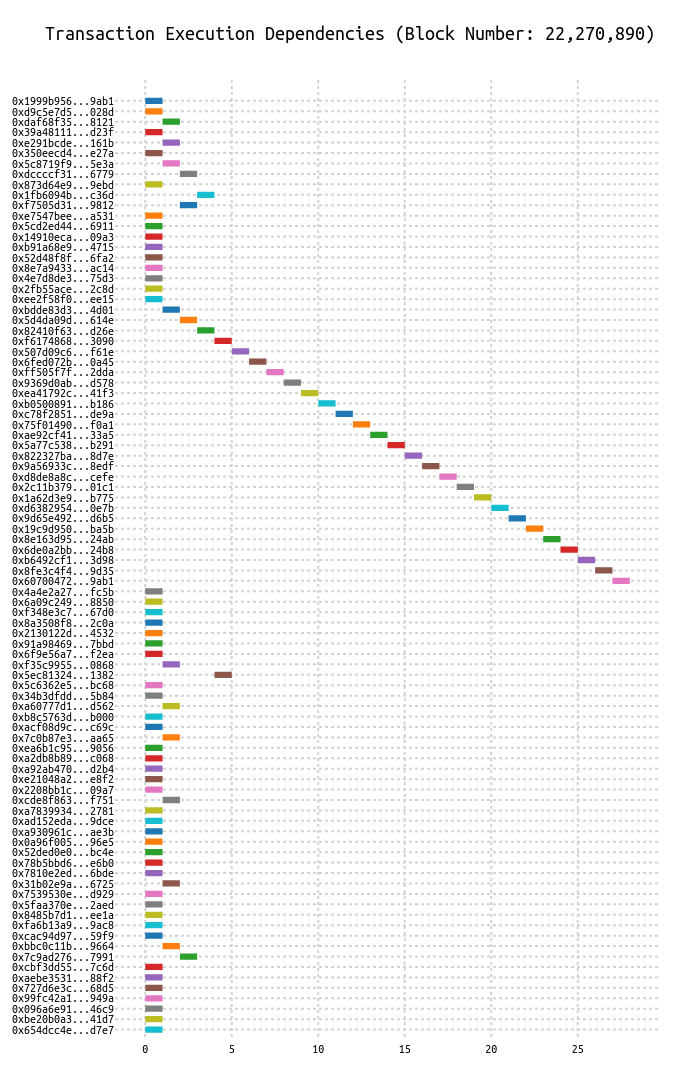 Transaction Execution Dependencies (Block Number: 22,270,890)
0x1999b956...9ab1
0xd9c5e7d5...028d
0xdaf68f35...8121
0x39a48111...d23f
0xe291bcde...161b
0x350eecd4...e27a
0x5c8719f9...5e3a
0xdccccf31...6779
0x873d64e9...9ebd
0x1fb6094b...c36d
0xf7505d31...9812
0xe7547bee...a531
0x5cd2ed44...6911
0x14910eca...09a3
0xb91a68e9...4715
0x52d48f8f...6fa2
0x8e7a9433...ac14
0x4e7d8de3...75d3
0x2fb55ace...2c8d
0xee2f58f0...ee15
0xbdde83d3...4d01
0x5d4da09d...614e
0x82410f63...d26e
0xf6174868...3090
0x507d09c6...f61e
0x6fed072b...0a45
0xff505f7f...2dda
0x9369d0ab...d578
0xea41792c...41f3
0xb0500891...b186
0xc78f2851...de9a
0x75f01490...f0a1
0xae92cf41...33a5
0x5a77c538...b291
0x822327ba...8d7e
0x9a56933c...8edf
0xd8de8a8c...cefe
0x2c11b379...01c1
0x1a62d3e9...b775
0xd6382954...0e7b
0x9d65e492...d6b5
0x19c9d950...ba5b
0x8e163d95...24ab
0x6de0a2bb...24b8
0xb6492cf1...3d98
0x8fe3c4f4...9d35
0x60700472...9ab1
0x4a4e2a27...fc5b
0x6a09c249...8850
0xf348e3c7...67d0
0x8a3508f8...2c0a
0x2130122d...4532
0x91a98469...7bbd
0x6f9e56a7...f2ea
0xf35c9955...0868
0x5ec81324...1382
0x5c6362e5...bc68
0x34b3dfdd...5b84
0xa60777d1...d562
0xb8c5763d...b000
0xacf08d9c...c69c
0x7c0b87e3...aa65
0xea6b1c95...9056
0xa2db8b89...c068
0xa92ab470...d2b4
0xe21048a2...e8f2
0x2208bb1c...09a7
0xcde8f863...f751
0xa7839934...2781
0xad152eda...9dce
0xa930961c...ae3b
0x0a96f005...96e5
0x52ded0e0...bc4e
0x78b5bbd6...e6b0
0x7810e2ed...6bde
0x31b02e9a...6725
0x7539530e...d929
0x5faa370e...2aed
0x8485b7d1...ee1a
0xfa6b13a9...9ac8
0xcac94d97...59f9
0xbbc0c11b...9664
0x7c9ad276...7991
0xcbf3dd55...7c6d
0xaebe3531...88f2
0x727d6e3c...68d5
0x99fc42a1...949a
0x096a6e91...46c9
0xbe20b0a3...41d7
0x654dcc4e...d7e7
0 5 10 15 20 25